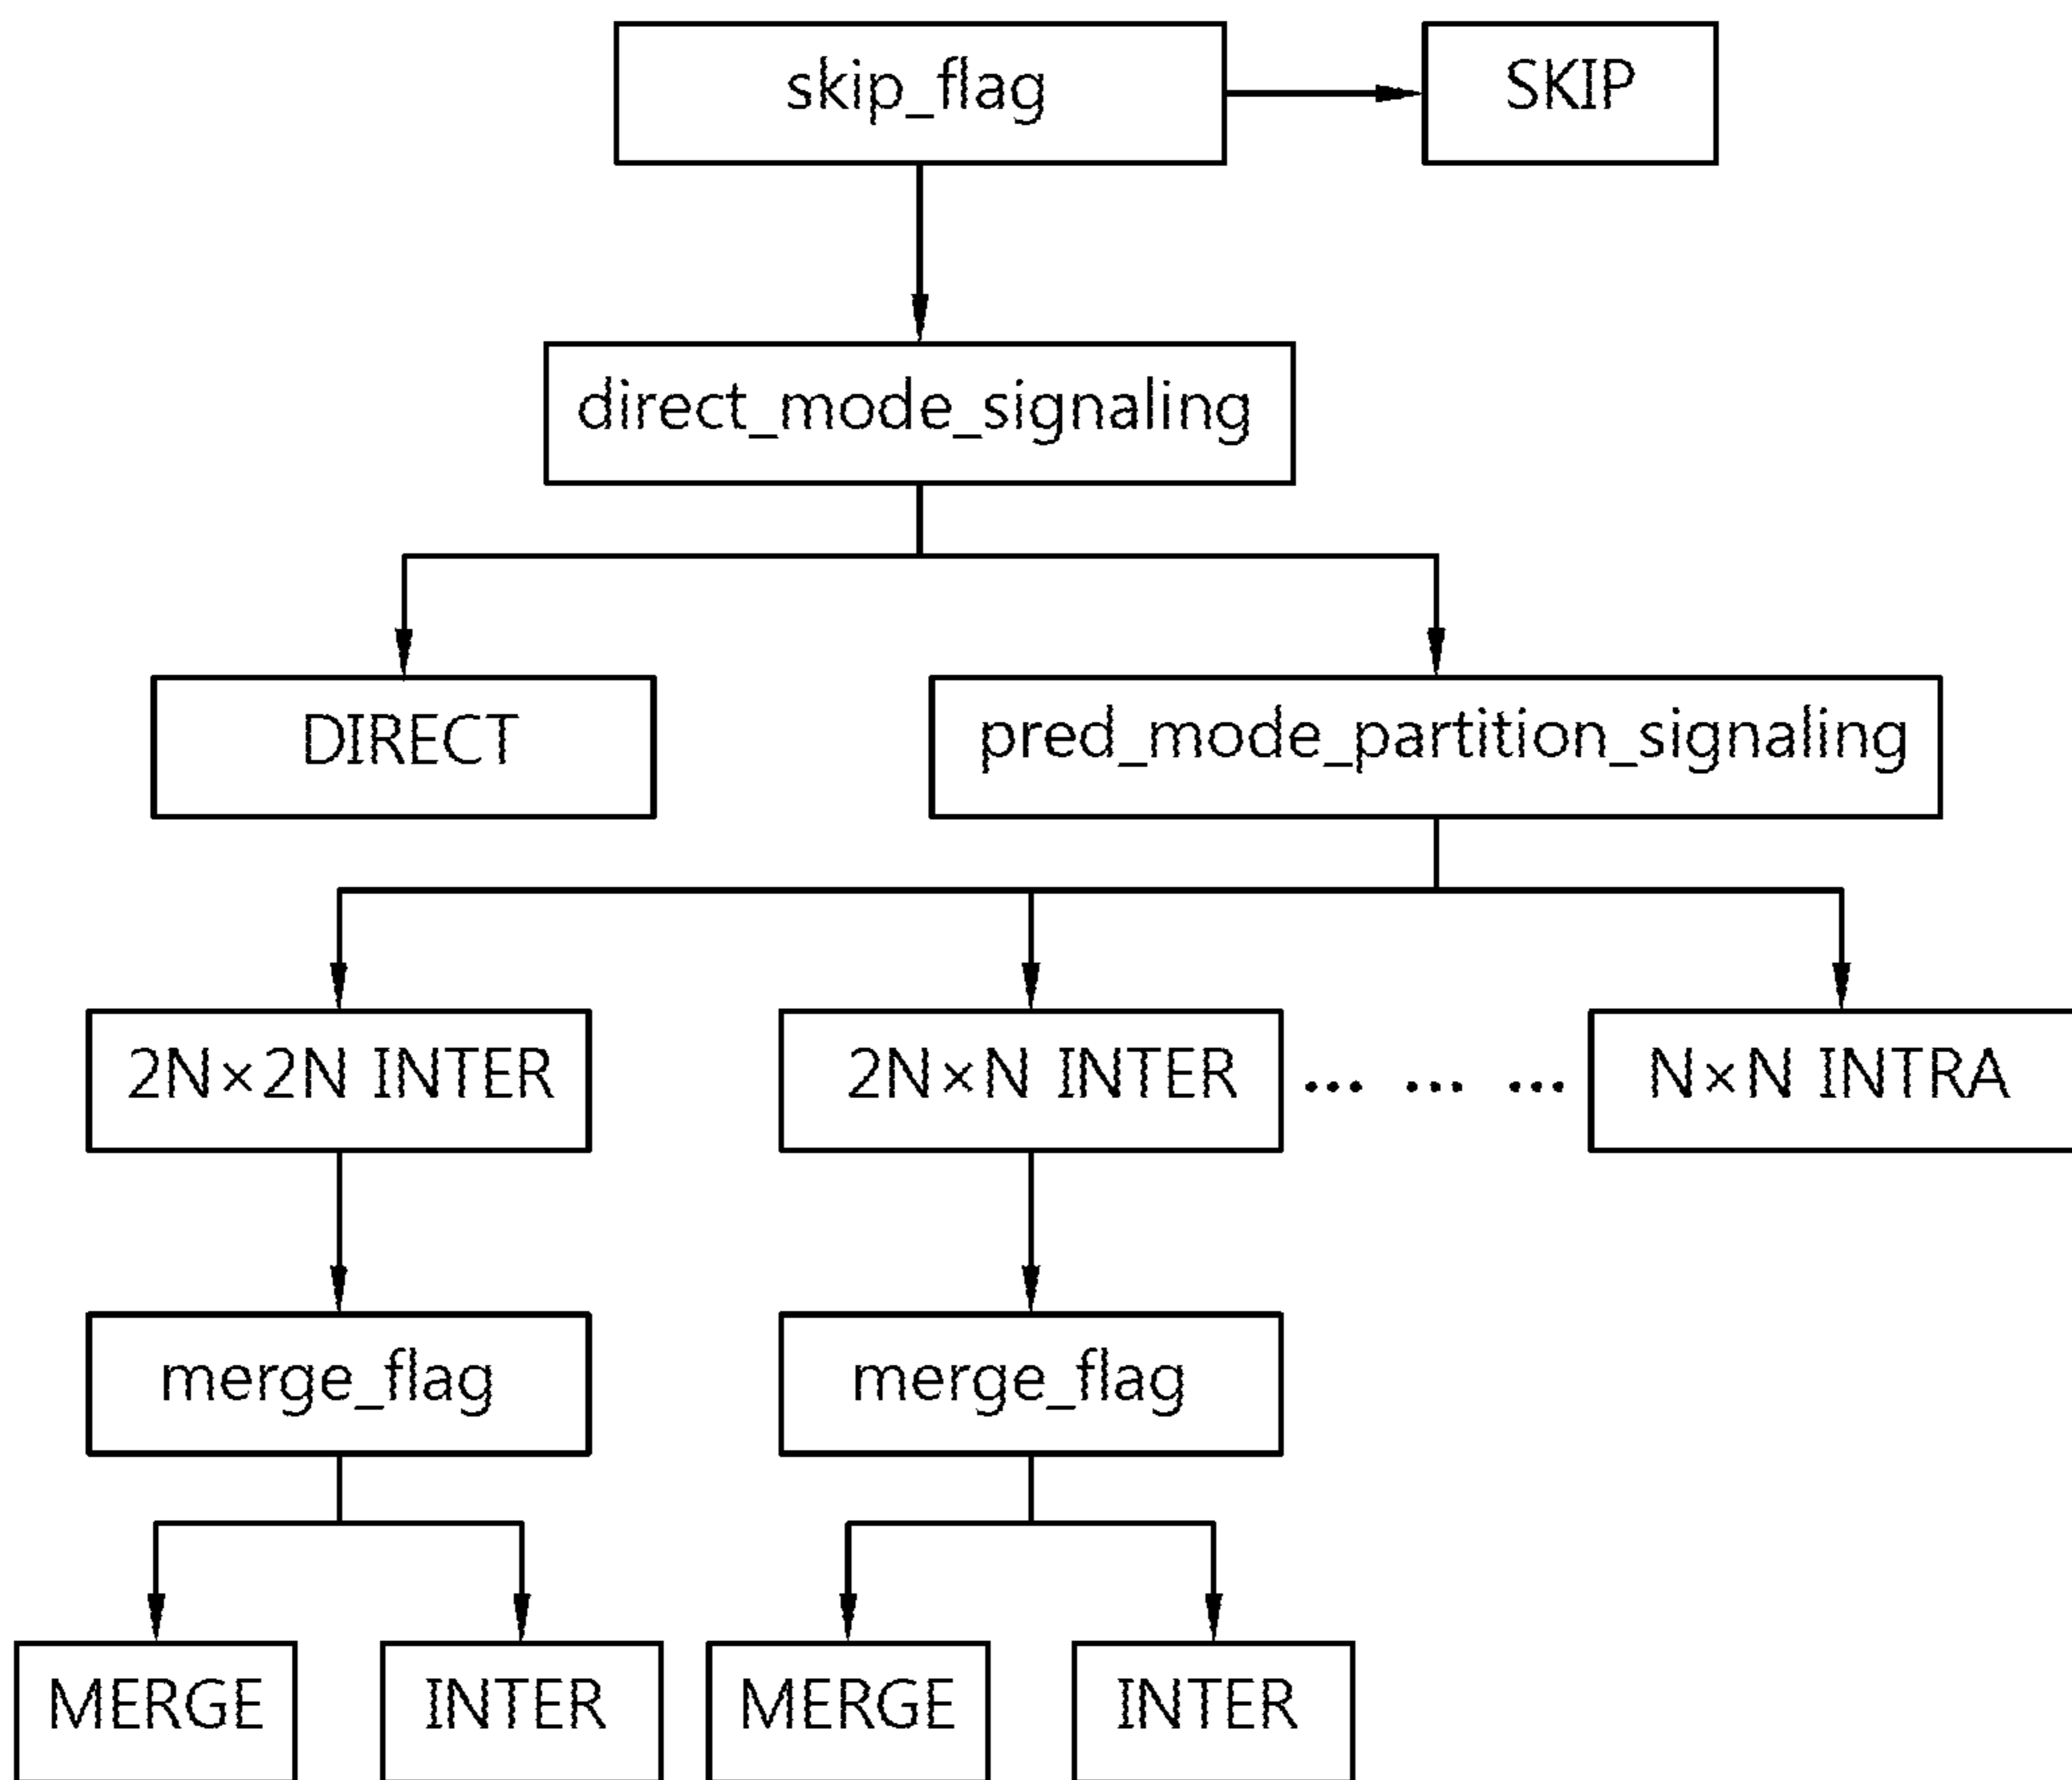 skip_flag
SKIP
direct_mode_signaling
DIRECT
pred_mode_partition_signaling
2N×2N INTER
2N×N INTER
... ... ...
N×N INTRA
merge_flag
merge_flag
MERGE
INTER
MERGE
INTER